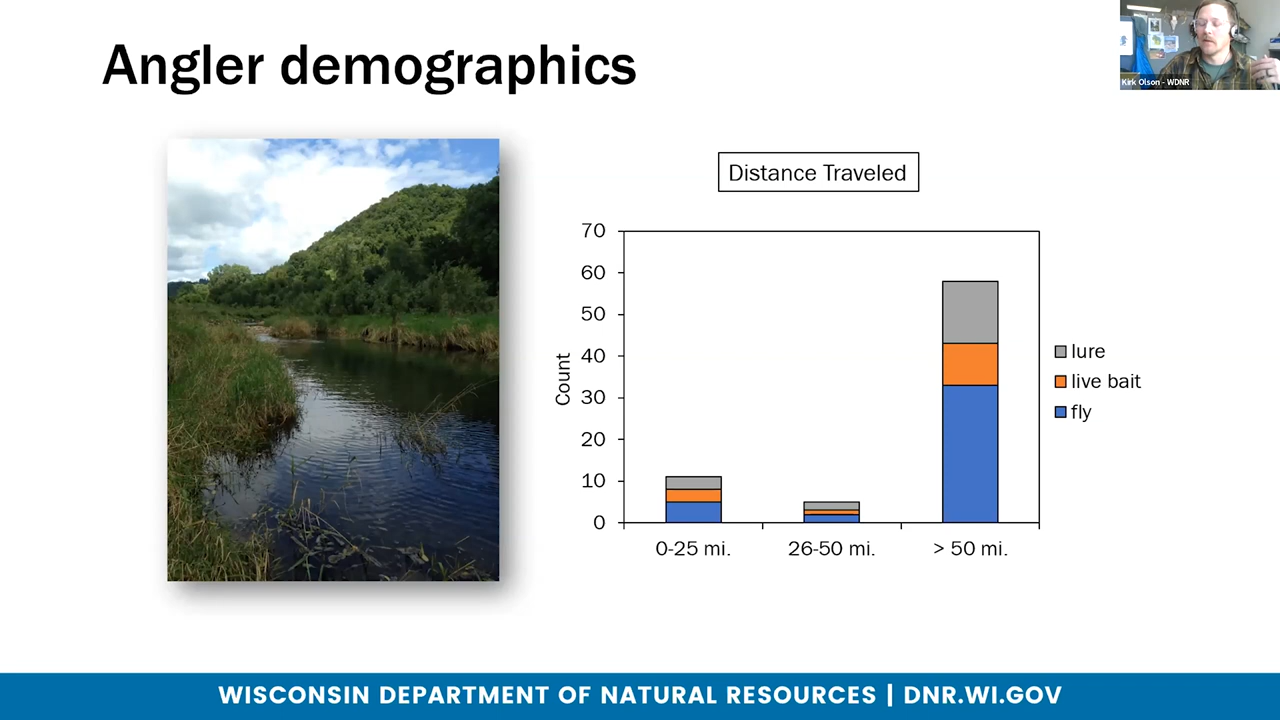 Angler demographics
Kirk Olson - WDNR
Distance Traveled
70
60
50
40
30
20
10
0
Count
0-25 mi.
26-50 mi.
> 50 mi.
lure
live bait
fly
WISCONSIN DEPARTMENT OF NATURAL RESOURCES | DNR.WI.GOV